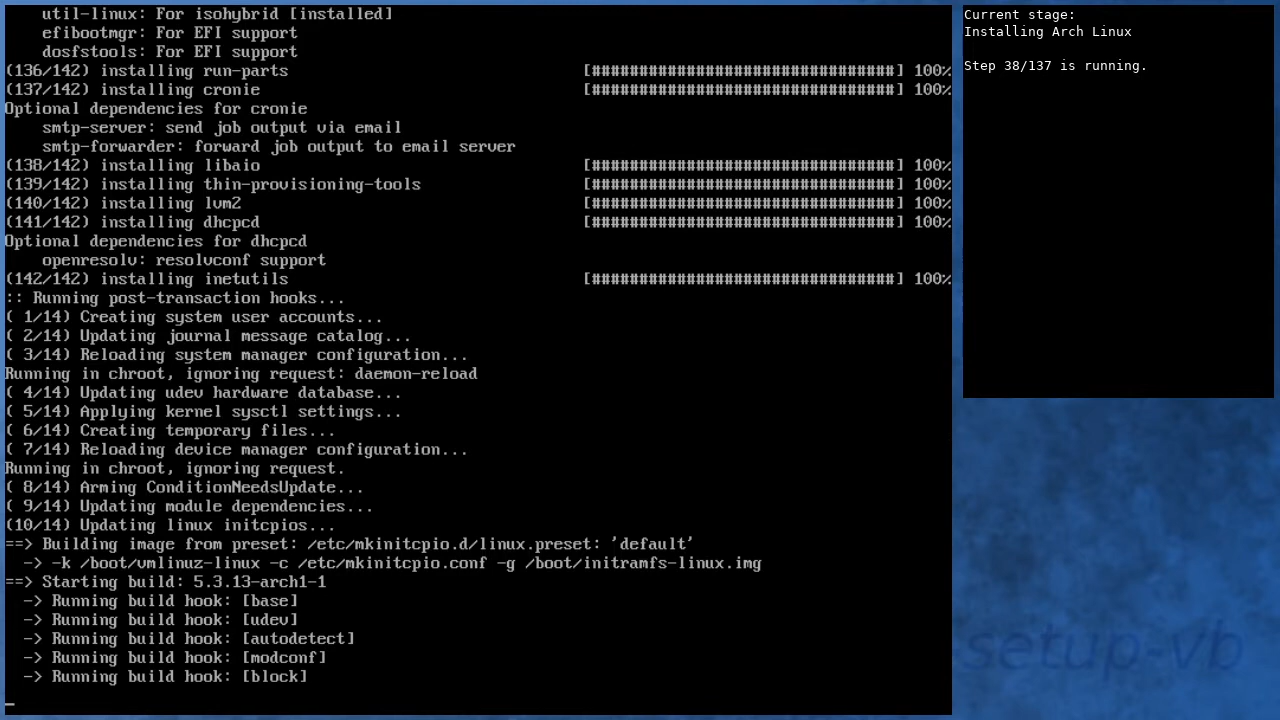 util-linux: For isohybrid [installed]
efibootmgr: For EFI support
dosfstools: For EFI support
(136/142) installing run-parts [################################] 100%
(137/142) installing cronie [################################] 100%
Optional dependencies for cronie
smtp-server: send job output via email
smtp-forwarder: forward job output to email server
(138/142) installing libaio [################################] 100%
(139/142) installing thin-provisioning-tools [################################] 100%
(140/142) installing lvm2 [################################] 100%
(141/142) installing dhcpcd [################################] 100%
Optional dependencies for dhcpcd
openresolv: resolvconf support
(142/142) installing inetutils [################################] 100%
:: Running post-transaction hooks...
( 1/14) Creating system user accounts...
( 2/14) Updating journal message catalog...
( 3/14) Reloading system manager configuration...
Running in chroot, ignoring request: daemon-reload
( 4/14) Updating udev hardware database...
( 5/14) Applying kernel sysctl settings...
( 6/14) Creating temporary files...
( 7/14) Reloading device manager configuration...
Running in chroot, ignoring request.
( 8/14) Arming ConditionNeedsUpdate...
( 9/14) Updating module dependencies...
(10/14) Updating linux initcpios...
==> Building image from preset: /etc/mkinitcpio.d/linux.preset: 'default'
-> -k /boot/vmlinuz-linux -c /etc/mkinitcpio.conf -g /boot/initramfs-linux.img
==> Starting build: 5.3.13-arch1-1
-> Running build hook: [base]
-> Running build hook: [udev]
-> Running build hook: [autodetect]
-> Running build hook: [modconf]
-> Running build hook: [block]
_
Current stage:
Installing Arch Linux
Step 38/137 is running.
setup-vb